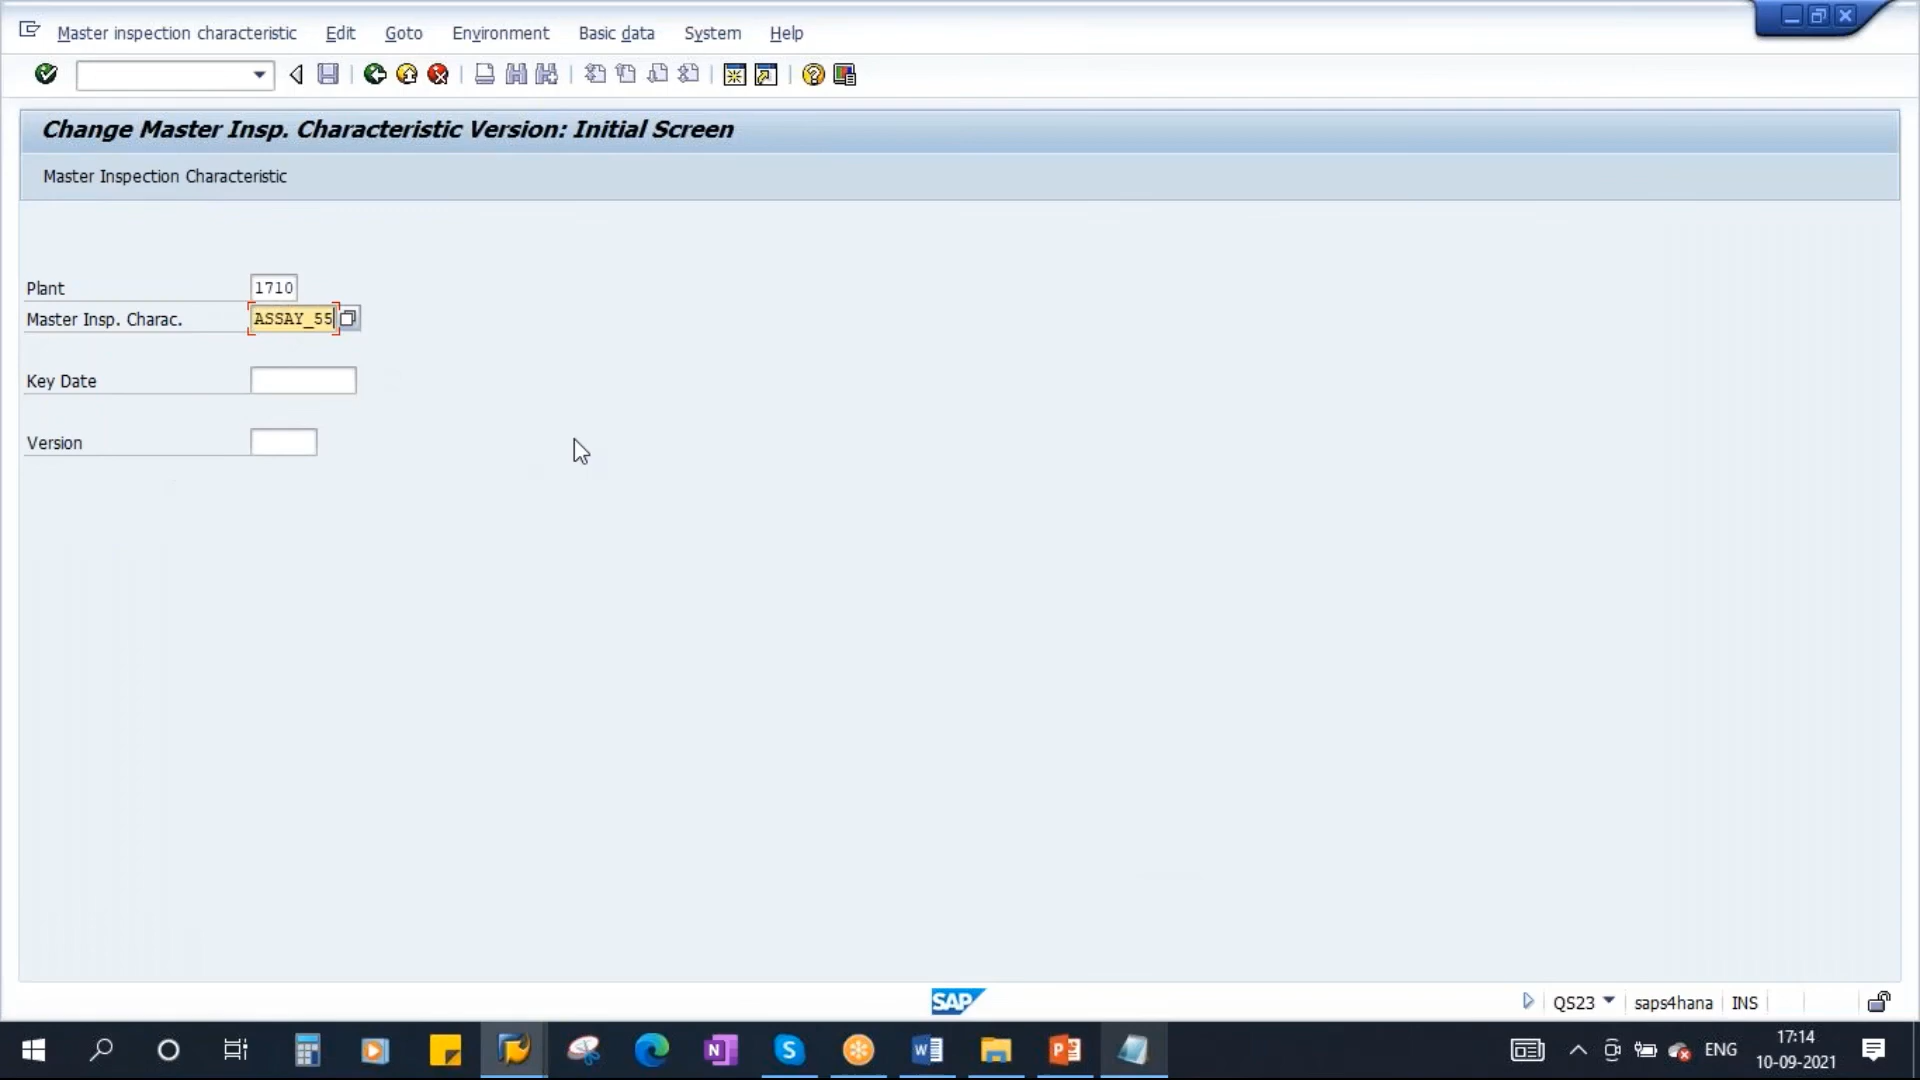 Master inspection characteristic Edit Goto Environment Basic data System Help
Change Master Insp. Characteristic Version: Initial Screen
Master Inspection Characteristic
Plant 1710
Master Insp. Charac. ASSAY_55
Key Date
Version
SAP QS23 saps4hana INS
N S W P ENG 17:14
10-09-2021